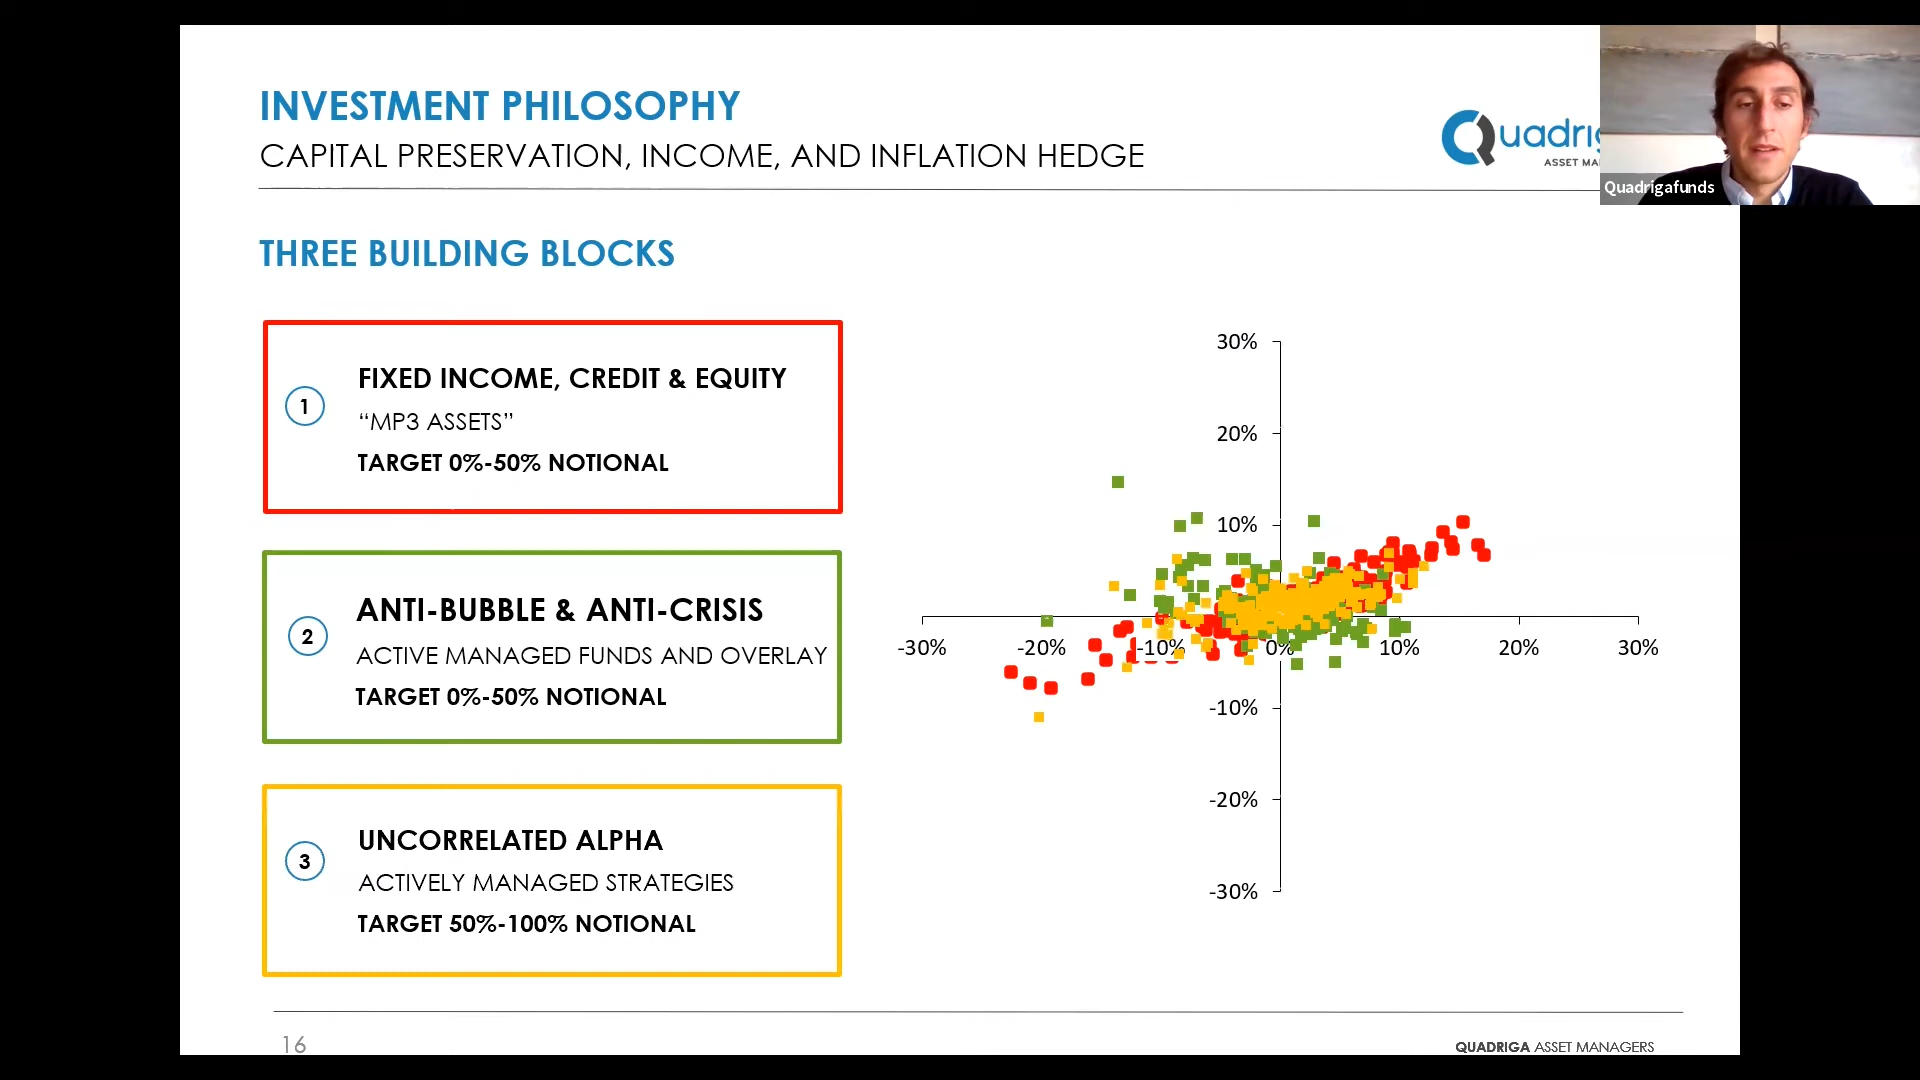 INVESTMENT PHILOSOPHY
CAPITAL PRESERVATION, INCOME, AND INFLATION HEDGE
Quadrigafunds
THREE BUILDING BLOCKS
1
FIXED INCOME, CREDIT & EQUITY
“MP3 ASSETS”
TARGET 0%-50% NOTIONAL
2
ANTI-BUBBLE & ANTI-CRISIS
ACTIVE MANAGED FUNDS AND OVERLAY
TARGET 0%-50% NOTIONAL
3
UNCORRELATED ALPHA
ACTIVELY MANAGED STRATEGIES
TARGET 50%-100% NOTIONAL
30%
20%
10%
-30% -20% -10% 0% 10% 20% 30%
-10%
-20%
-30%
16
QUADRIGA ASSET MANAGERS